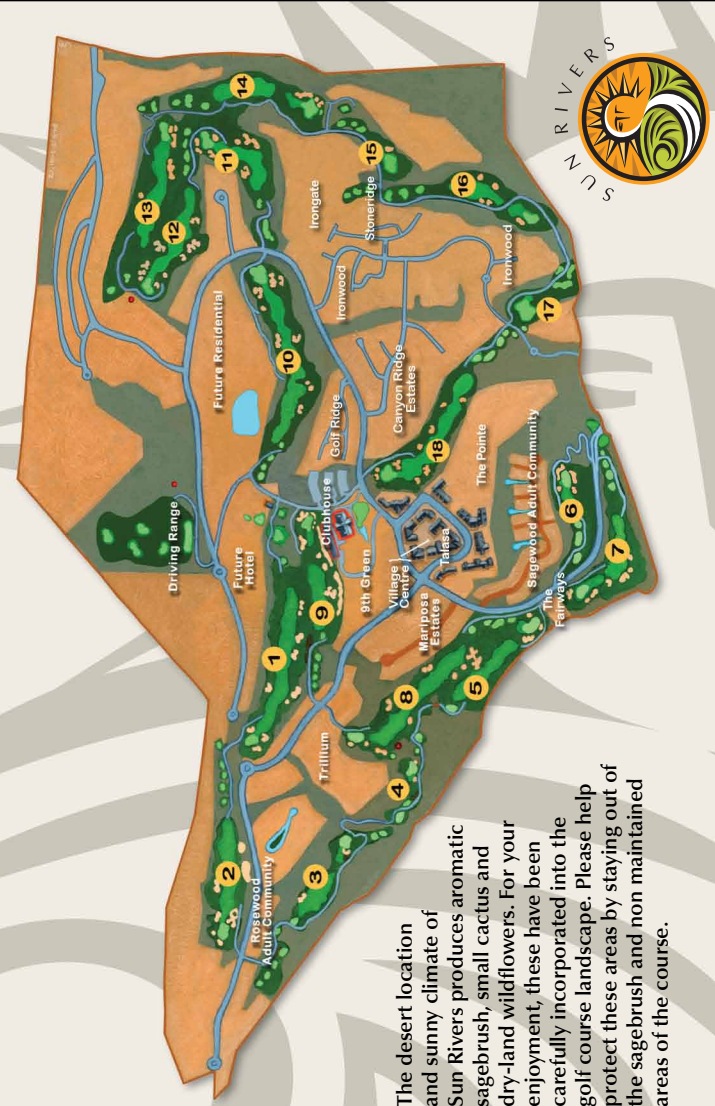 SUN RIVERS
14
13
11
12
15
16
Irongate
Stoneridge
Ironwood
Ironwood
17
Future Residential
10
Golf Ridge
Canyon Ridge
Estates
18
The Pointe
Driving Range
Future
Hotel
Clubhouse
9th Green
Village
Centre
Talasa
Sagewood Adult Community
6
7
The
Fairways
Mariposa
Estates
9
1
8
5
Trillium
4
2
3
Rosewood
Adult Community
The desert location
and sunny climate of
Sun Rivers produces aromatic
sagebrush, small cactus and
dry-land wildflowers. For your
enjoyment, these have been
carefully incorporated into the
golf course landscape. Please help
protect these areas by staying out of
the sagebrush and non maintained
areas of the course.